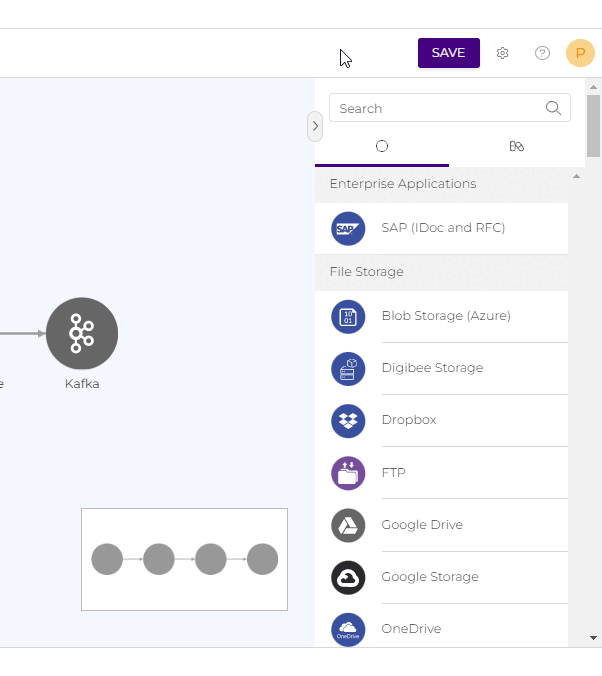 SAVE
?
P
Search
Enterprise Applications
SAP
SAP (IDoc and RFC)
File Storage
10
01
Blob Storage (Azure)
Digibee Storage
Dropbox
FTP
Google Drive
Google Storage
OneDrive
OneDrive
e
Kafka